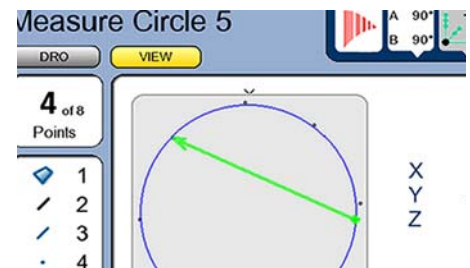 Measure Circle 5
A 90°
B 90°
DRO
VIEW
4 of 8
Points
1
2
3
4
X
Y
Z